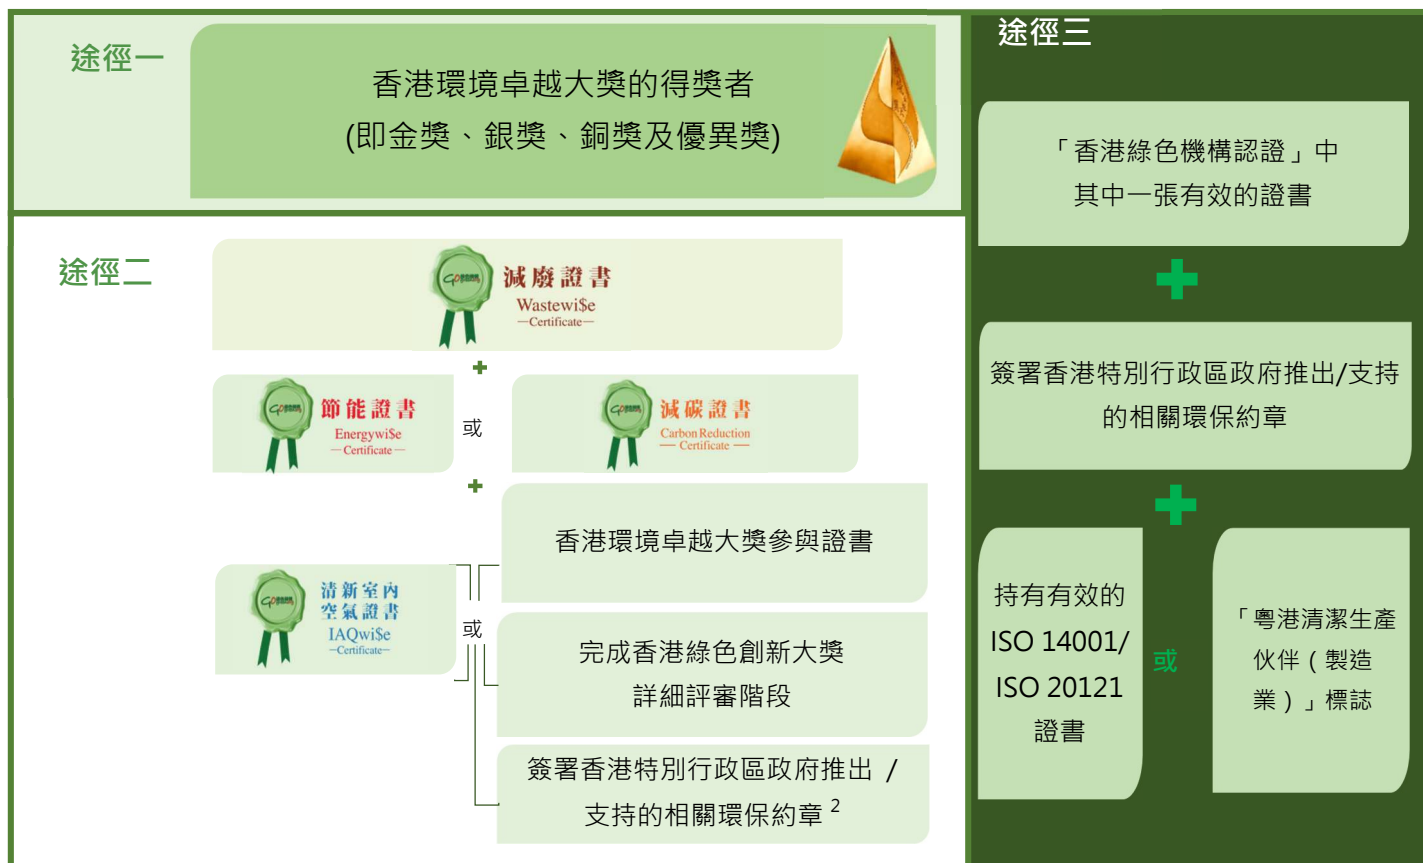 途徑一
香港環境卓越大獎的得獎者
(即金獎、銀獎、銅獎及優異獎)
途徑二
減廢證書
Wastewi$e
—Certificate—
節能證書
Energywi$e
—Certificate—
或
減碳證書
Carbon Reduction
— Certificate —
香港環境卓越大獎參與證書
清新室內
空氣證書
IAQwi$e
—Certificate—
或
完成香港綠色創新大獎
詳細評審階段
簽署香港特別行政區政府推出 /
支持的相關環保約章 2
途徑三
「香港綠色機構認證」中
其中一張有效的證書
簽署香港特別行政區政府推出/支持
的相關環保約章
持有有效的
ISO 14001/
ISO 20121
證書
或
「粵港清潔生產
伙伴（製造
業）」標誌